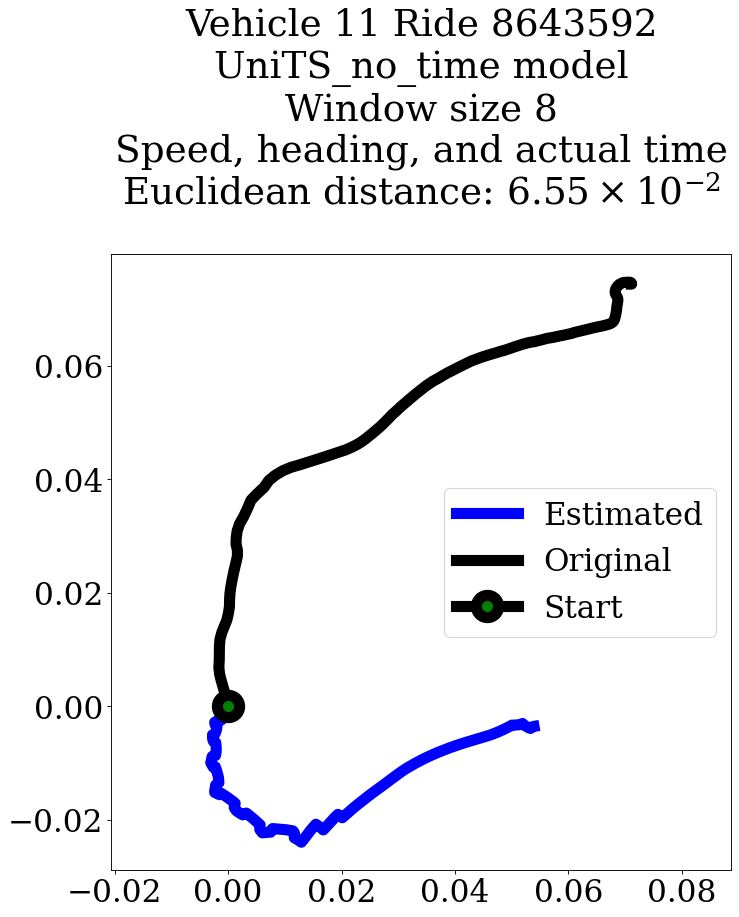 Vehicle 11 Ride 8643592
UniTS_no_time model
Window size 8
Speed, heading, and actual time
Euclidean distance: 6.55 × 10⁻²
0.06
0.04
0.02
0.00
−0.02
Estimated
Original
Start
−0.02 0.00 0.02 0.04 0.06 0.08